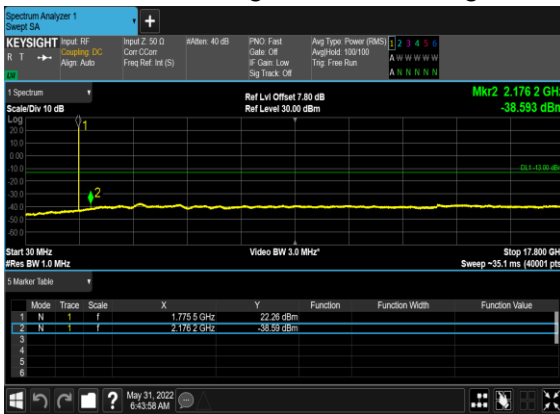 Spectrum Analyzer 1
Swept SA
KEYSIGHT Input: RF Input Z: 50 Ω #Atten: 40 dB PNO: Fast Avg Type: Power (RMS) 1 2 3 4 5 6
R T Coupling: DC Corr CCorr Gate: Off Avg|Hold: 100/100 A W W W W W
Align: Auto Freq Ref: Int (S) IF Gain: Low Trig: Free Run
Sig Track: Off A N N N N N
1 Spectrum Ref Lvl Offset 7.80 dB Mkr2 2.176 2 GHz
Scale/Div 10 dB Ref Level 30.00 dBm -38.593 dBm
Log
20.0 1
10.0
0.00
-10.0 DL1 -13.00 dBm
-20.0
-30.0 2
-40.0
-50.0
-60.0
Start 30 MHz Video BW 3.0 MHz* Stop 17.800 GH
#Res BW 1.0 MHz Sweep ~35.1 ms (40001 pts
5 Marker Table
Mode Trace Scale X Y Function Function Width Function Value
1 N 1 f 1.775 5 GHz 22.26 dBm
2 N 1 f 2.176 2 GHz -38.59 dBm
3
4
5
6
May 31, 2022
6:43:58 AM